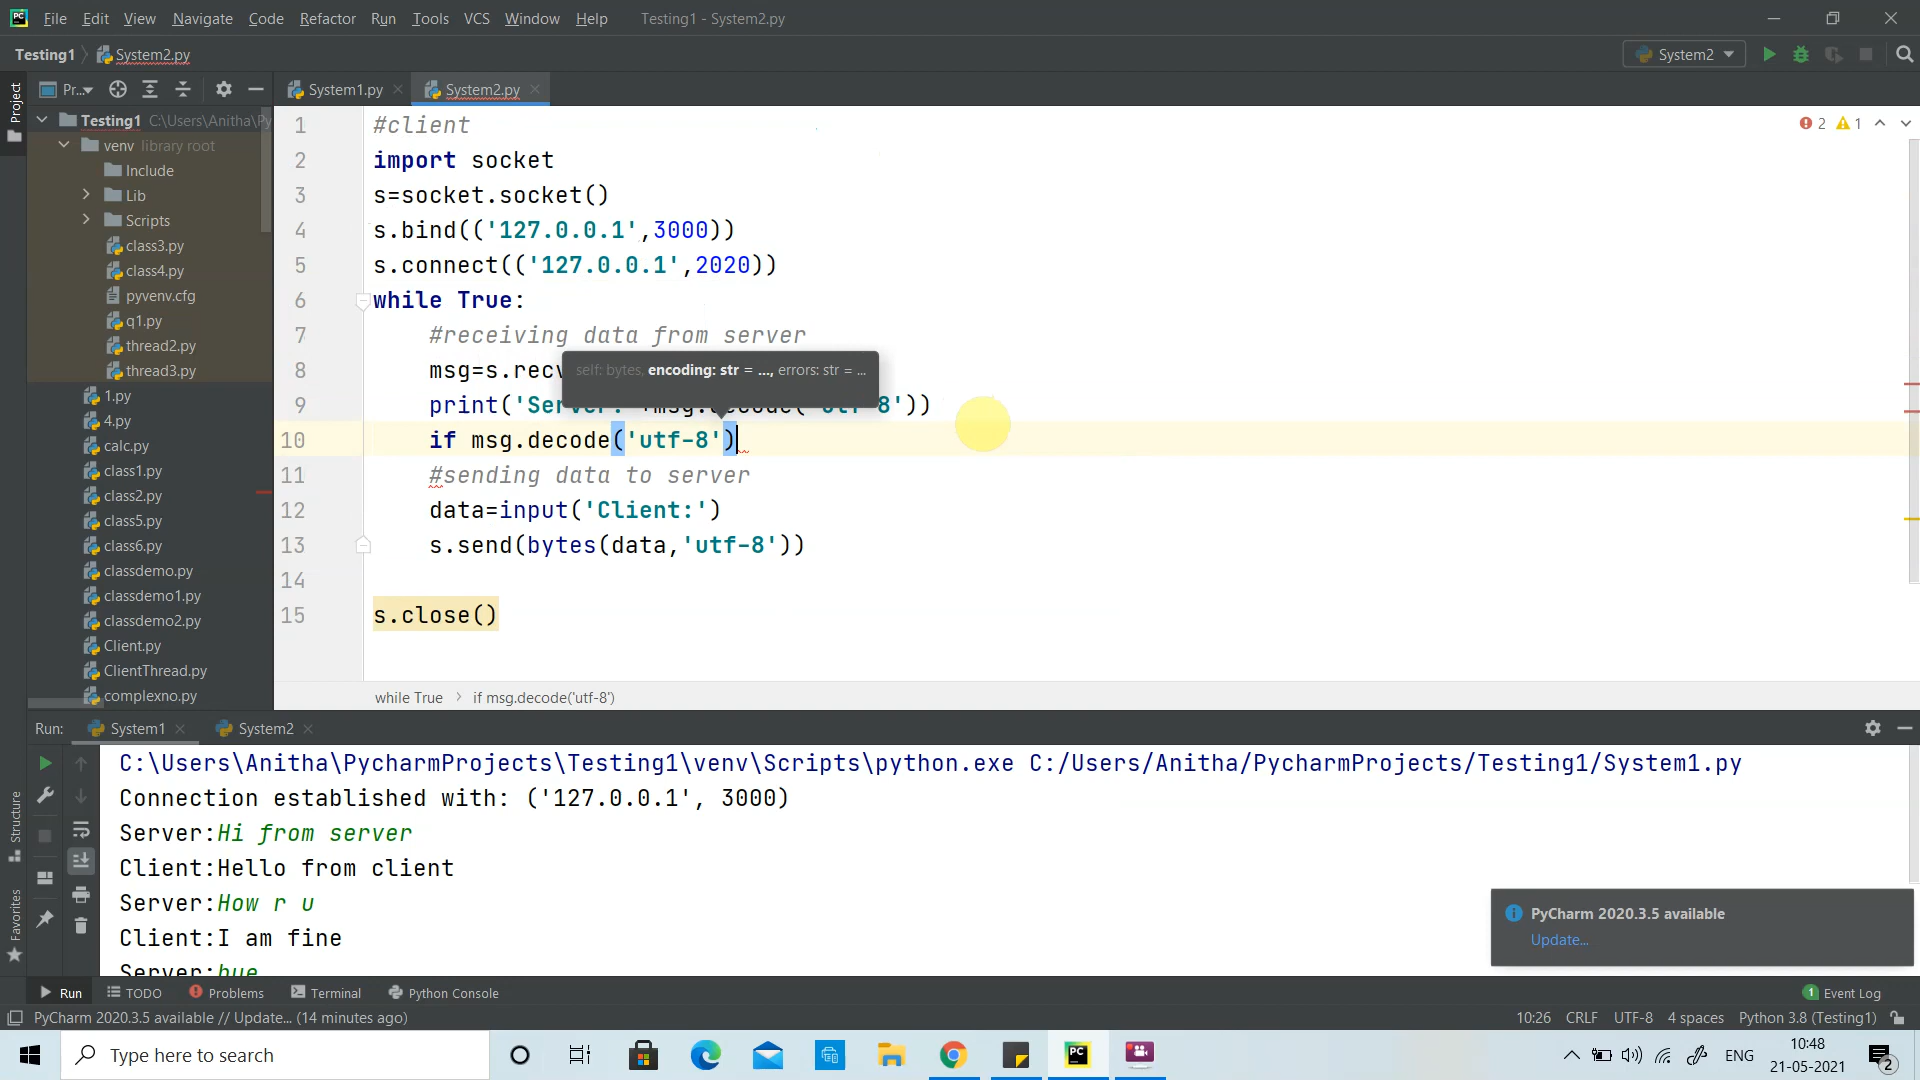 File Edit View Navigate Code Refactor Run Tools VCS Window Help Testing1 - System2.py
Testing1 System2.py System2
Project
Pr... System1.py System2.py
Testing1 C:\Users\Anitha\Py
venv library root
Include
Lib
Scripts
class3.py
class4.py
pyvenv.cfg
q1.py
thread2.py
thread3.py
1.py
4.py
calc.py
class1.py
class2.py
class5.py
class6.py
classdemo.py
classdemo1.py
classdemo2.py
Client.py
ClientThread.py
complexno.py
2 1
1 #client
2 import socket
3 s=socket.socket()
4 s.bind(('127.0.0.1',3000))
5 s.connect(('127.0.0.1',2020))
6 while True:
7 #receiving data from server
self: bytes, encoding: str = ..., errors: str = ...
8 msg=s.recv
9 print('Server:'+msg.decode('utf-8'))
10 if msg.decode('utf-8')
11 #sending data to server
12 data=input('Client:')
13 s.send(bytes(data,'utf-8'))
14
15 s.close()
while True if msg.decode('utf-8')
Run: System1 System2
C:\Users\Anitha\PycharmProjects\Testing1\venv\Scripts\python.exe C:/Users/Anitha/PycharmProjects/Testing1/System1.py
Connection established with: ('127.0.0.1', 3000)
Server:Hi from server
Client:Hello from client
Server:How r u
Client:I am fine
Server:bye
Structure
Favorites
PyCharm 2020.3.5 available
Update...
Run TODO Problems Terminal Python Console 1 Event Log
PyCharm 2020.3.5 available // Update... (14 minutes ago) 10:26 CRLF UTF-8 4 spaces Python 3.8 (Testing1)
Type here to search
PC
ENG
10:48
21-05-2021
2